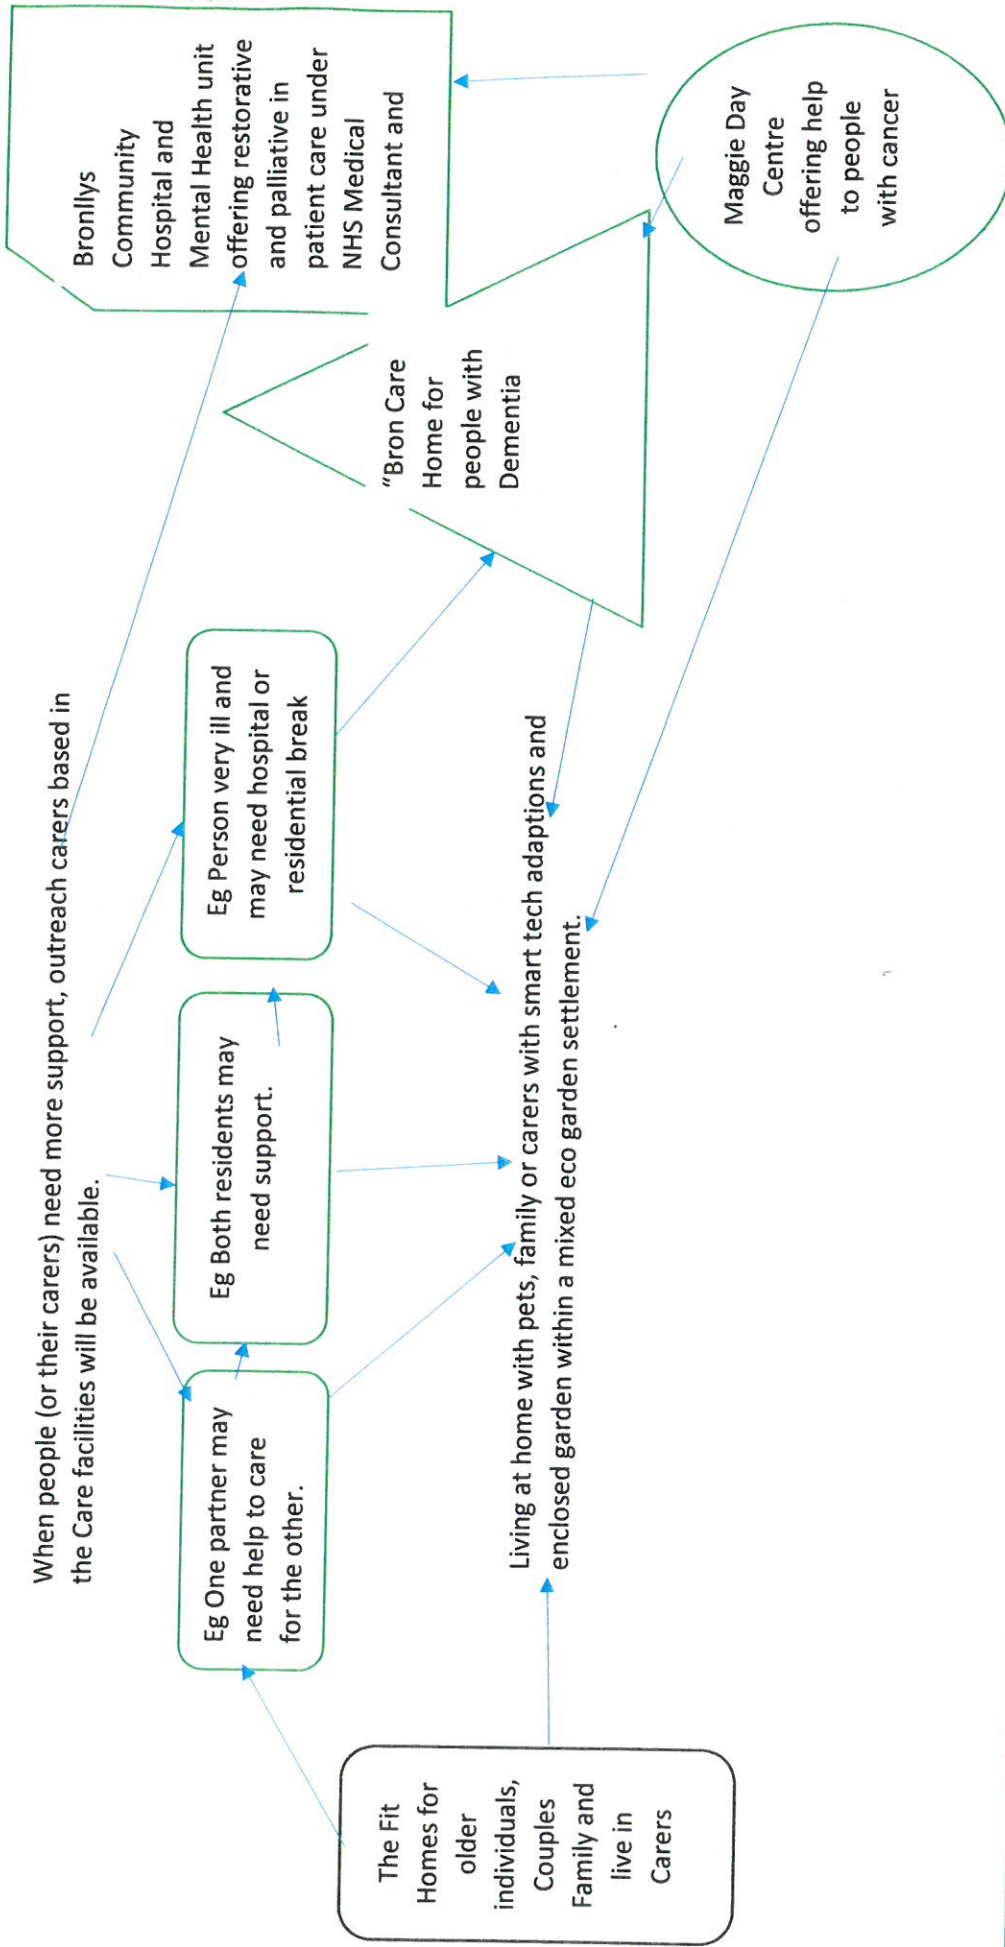 When people (or their carers) need more support, outreach carers based in
the Care facilities will be available.
The Fit
Homes for
older
individuals,
Couples
Family and
live in
Carers
Eg One partner may
need help to care
for the other.
Eg Both residents may
need support.
Eg Person very ill and
may need hospital or
residential break
Living at home with pets, family or carers with smart tech adaptions and
enclosed garden within a mixed eco garden settlement.
"Bron Care
Home for
people with
Dementia
Bronllys
Community
Hospital and
Mental Health unit
offering restorative
and palliative in
patient care under
NHS Medical
Consultant and
Maggie Day
Centre
offering help
to people
with cancer